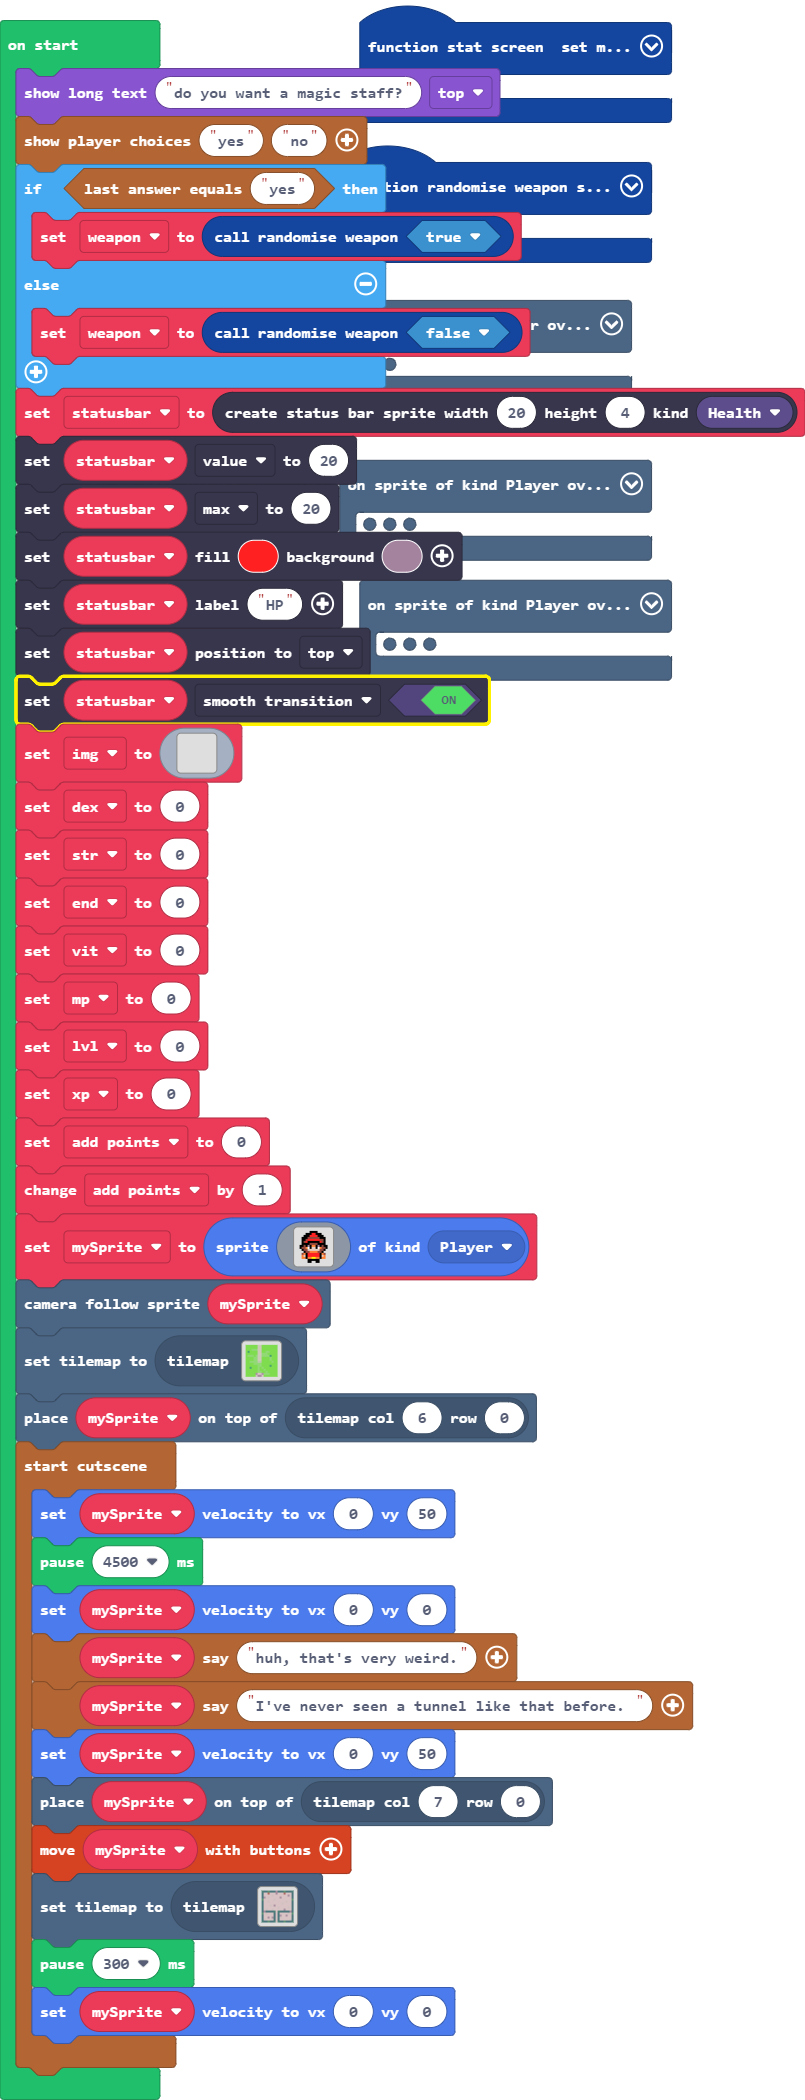 on start
function stat screen set m...
show long text "do you want a magic staff?" top
show player choices "yes" "no"
if last answer equals "yes" then
tion randomise weapon s...
set weapon to call randomise weapon true
else
set weapon to call randomise weapon false
r ov...
set statusbar to create status bar sprite width 20 height 4 kind Health
set statusbar value to 20
on sprite of kind Player ov...
set statusbar max to 20
set statusbar fill background
set statusbar label "HP"
on sprite of kind Player ov...
set statusbar position to top
set statusbar smooth transition ON
set img to
set dex to 0
set str to 0
set end to 0
set vit to 0
set mp to 0
set lvl to 0
set xp to 0
set add points to 0
change add points by 1
set mySprite to sprite of kind Player
camera follow sprite mySprite
set tilemap to tilemap
place mySprite on top of tilemap col 6 row 0
start cutscene
set mySprite velocity to vx 0 vy 50
pause 4500 ms
set mySprite velocity to vx 0 vy 0
mySprite say "huh, that's very weird."
mySprite say "I've never seen a tunnel like that before. "
set mySprite velocity to vx 0 vy 50
place mySprite on top of tilemap col 7 row 0
move mySprite with buttons
set tilemap to tilemap
pause 300 ms
set mySprite velocity to vx 0 vy 0